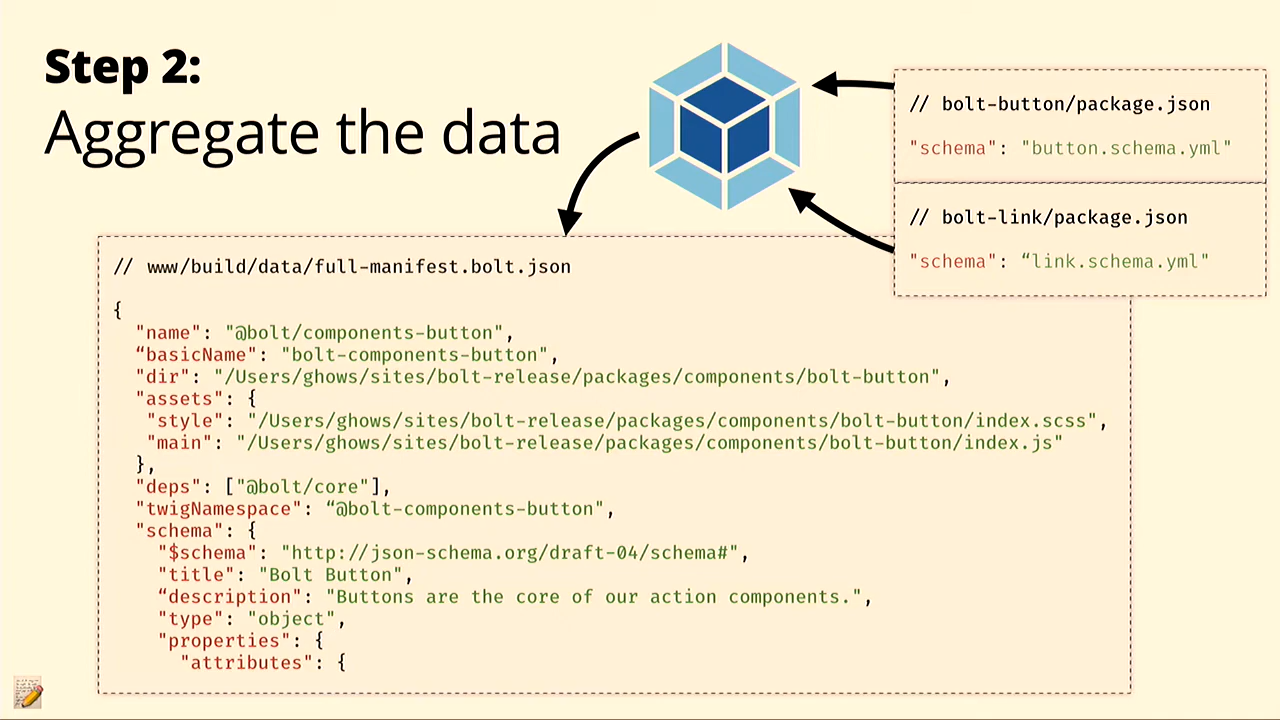 Step 2:
Aggregate the data
// bolt-button/package.json
"schema": "button.schema.yml"
// bolt-link/package.json
"schema": “link.schema.yml"
// www/build/data/full-manifest.bolt.json
{
"name": "@bolt/components-button",
“basicName": "bolt-components-button",
"dir": "/Users/ghows/sites/bolt-release/packages/components/bolt-button",
"assets": {
"style": "/Users/ghows/sites/bolt-release/packages/components/bolt-button/index.scss",
"main": "/Users/ghows/sites/bolt-release/packages/components/bolt-button/index.js"
},
"deps": ["@bolt/core"],
"twigNamespace": “@bolt-components-button",
"schema": {
"$schema": "http://json-schema.org/draft-04/schema#",
"title": "Bolt Button",
“description": "Buttons are the core of our action components.",
"type": "object",
"properties": {
"attributes": {